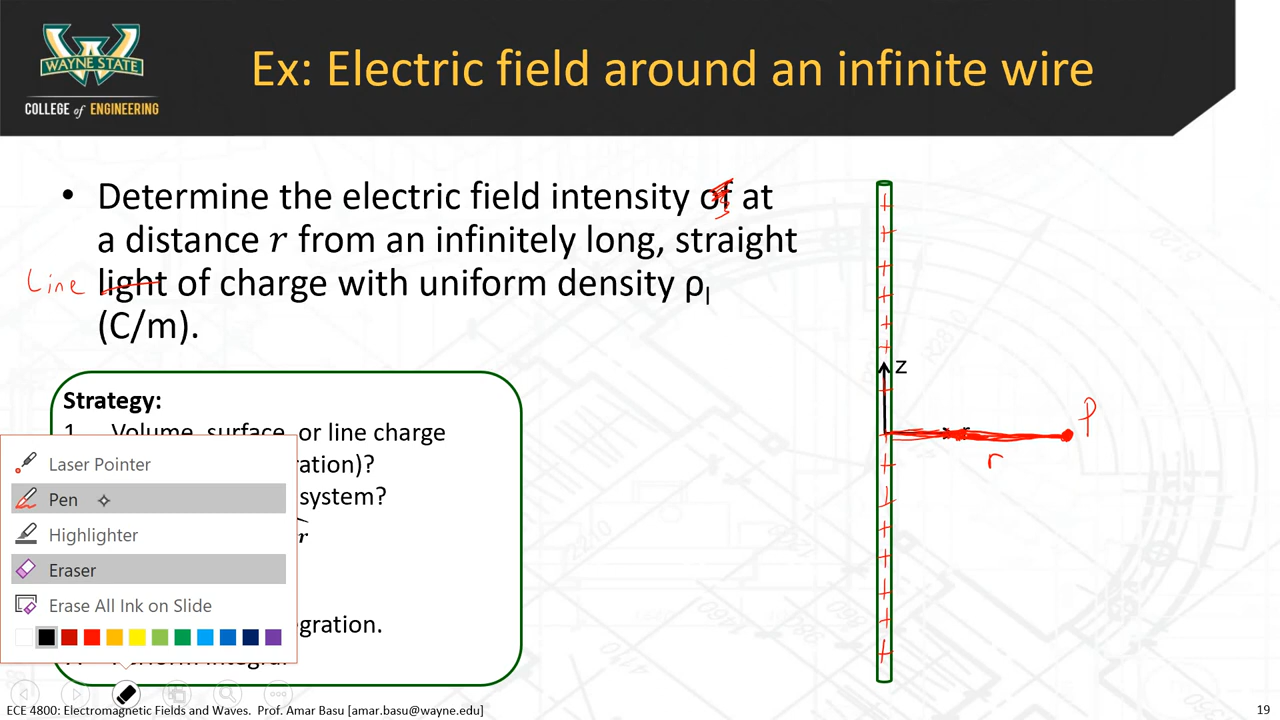 WAYNE STATE
COLLEGE of ENGINEERING
Ex: Electric field around an infinite wire
• Determine the electric field intensity of at
a distance r from an infinitely long, straight
Line light of charge with uniform density ρl
(C/m).
Strategy:
1. Volume, surface, or line charge
ration)?
system?
r
gration.
Laser Pointer
Pen
Highlighter
Eraser
Erase All Ink on Slide
z
P
r
ECE 4800: Electromagnetic Fields and Waves. Prof. Amar Basu [amar.basu@wayne.edu]
19